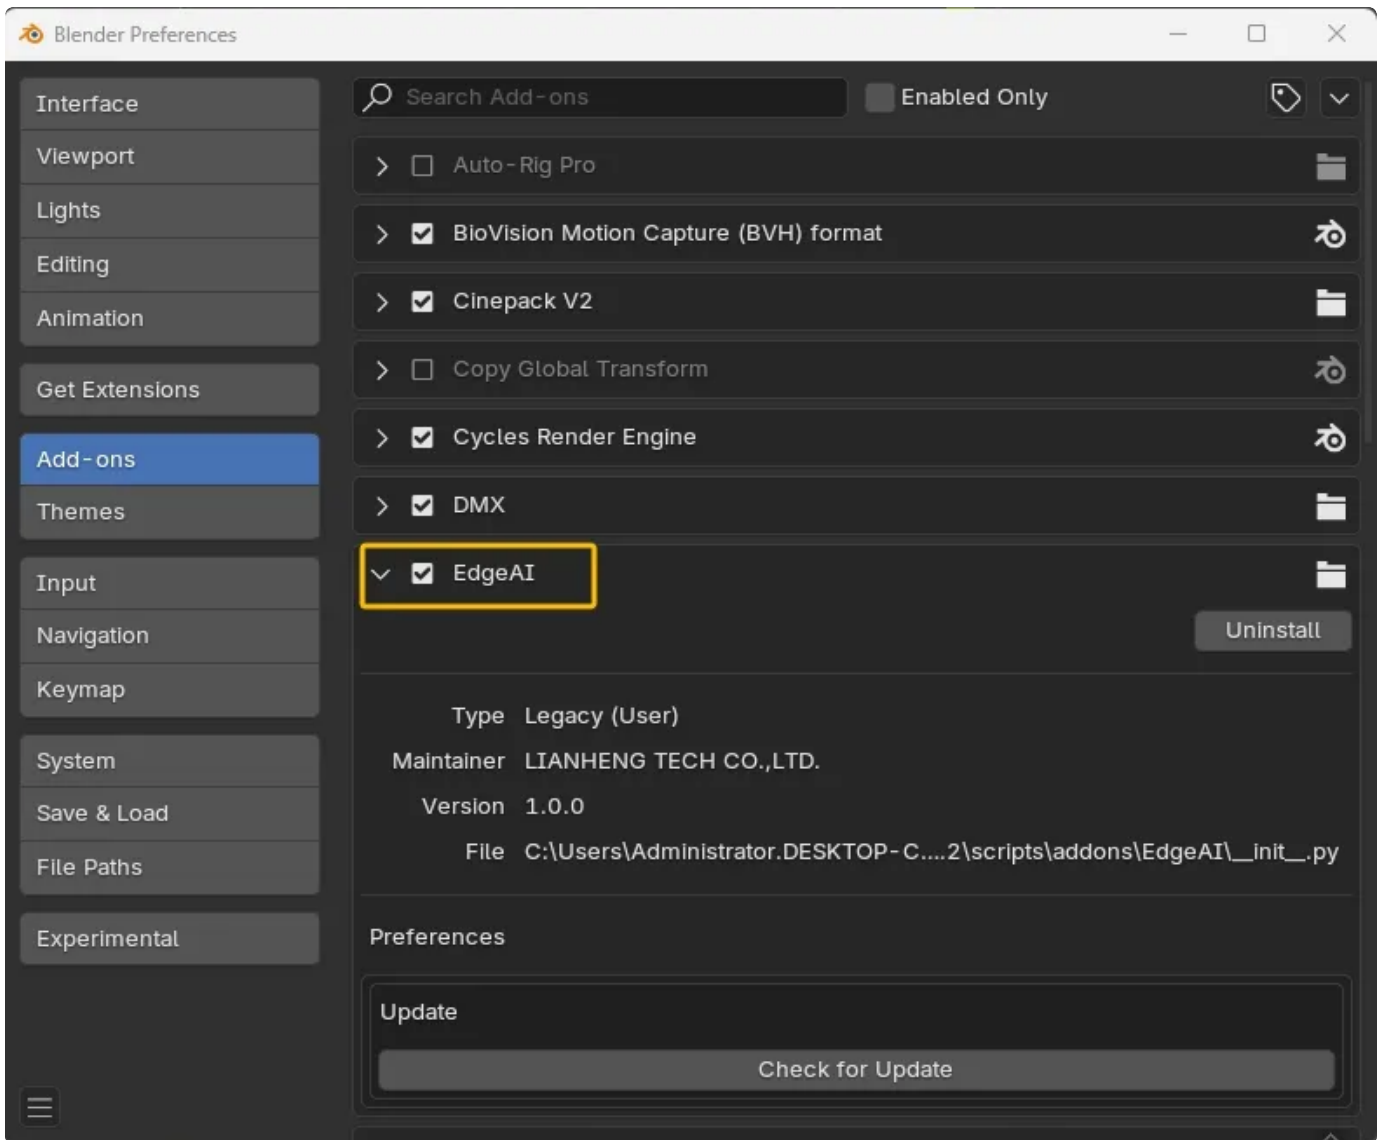 Blender Preferences
Interface
Viewport
Lights
Editing
Animation
Get Extensions
Add-ons
Themes
Input
Navigation
Keymap
System
Save & Load
File Paths
Experimental
Search Add-ons
Enabled Only
Auto-Rig Pro
BioVision Motion Capture (BVH) format
Cinepack V2
Copy Global Transform
Cycles Render Engine
DMX
EdgeAI
Uninstall
Type Legacy (User)
Maintainer LIANHENG TECH CO.,LTD.
Version 1.0.0
File C:\Users\Administrator.DESKTOP-C....2\scripts\addons\EdgeAI\__init__.py
Preferences
Update
Check for Update